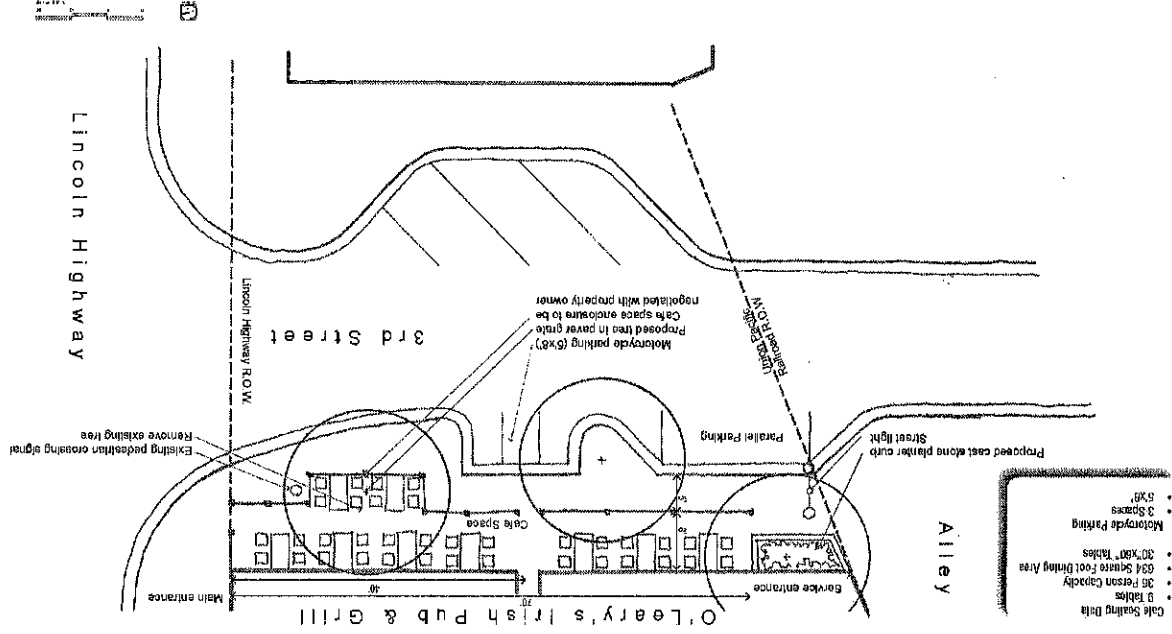 O'Leary's Irish Pub & Grill
Main entrance
70'
40'
Service entrance
Cafe Seating Data
• 9 Tables
• 36 Person Capacity
• 634 Square Foot Dining Area
• 30"x60" Tables
Motorcycle Parking
• 3 Spaces
• 5'x8'
Alley
Cafe Space
8'
5'
Proposed cast stone planter curb
Street light
Parallel Parking
Existing pedestrian crossing signal
Remove existing tree
Motorcycle parking (5'x8')
Proposed tree in paver grate
Cafe space enclosure to be
negotiated with property owner
3rd Street
Union Pacific
Railroad R.O.W.
Lincoln Highway R.O.W.
Lincoln Highway